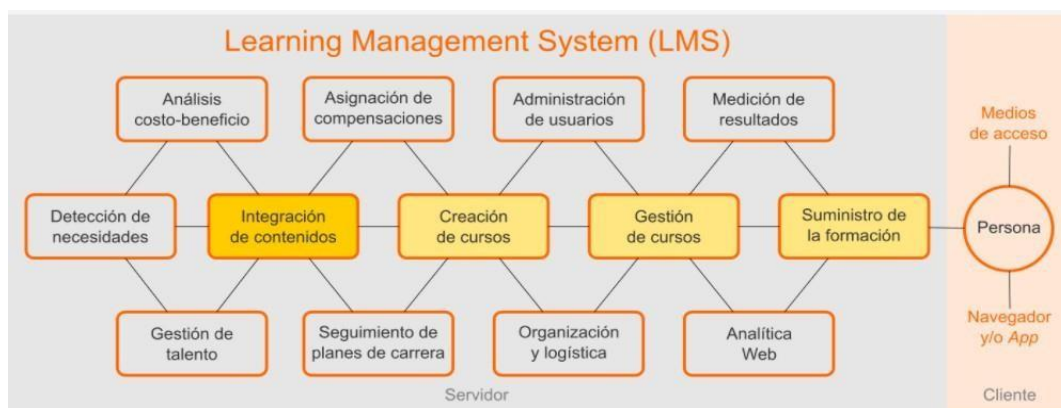 Learning Management System (LMS)
Análisis
costo-beneficio
Asignación de
compensaciones
Administración
de usuarios
Medición de
resultados
Medios
de acceso
Detección de
necesidades
Integración
de contenidos
Creación
de cursos
Gestión
de cursos
Suministro de
la formación
Persona
Gestión de
talento
Seguimiento de
planes de carrera
Organización
y logística
Analítica
Web
Navegador
y/o App
Servidor
Cliente